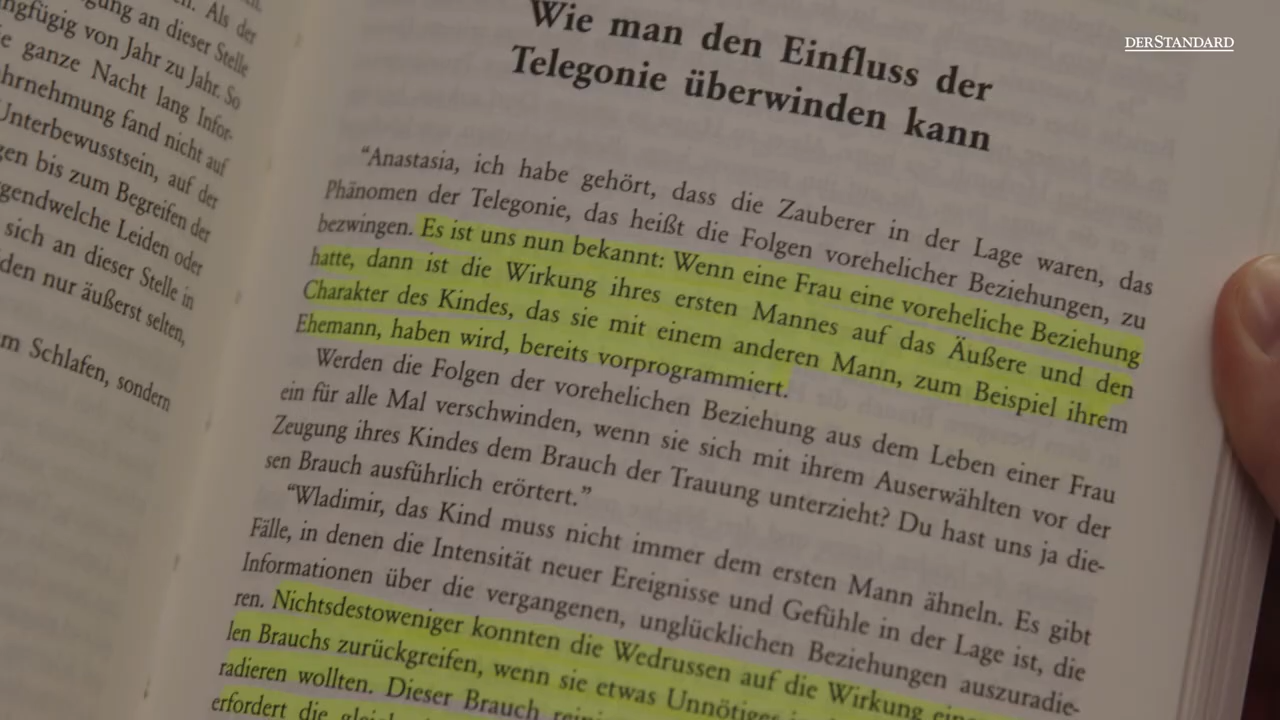 DERSTANDARD
gung an dieser Stelle
ngfügig von Jahr zu Jahr. So
e ganze Nacht lang Infor-
hrnehmung fand nicht auf
Unterbewusstsein, auf der
gen bis zum Begreifen der
gendwelche Leiden oder
sich an dieser Stelle in
den nur äußerst selten,
m Schlafen, sondern
Wie man den Einfluss der
Telegonie überwinden kann
“Anastasia, ich habe gehört, dass die Zauberer in der Lage waren, das
Phänomen der Telegonie, das heißt die Folgen vorehelicher Beziehungen, zu
bezwingen. Es ist uns nun bekannt: Wenn eine Frau eine voreheliche Beziehung
hatte, dann ist die Wirkung ihres ersten Mannes auf das Äußere und den
Charakter des Kindes, das sie mit einem anderen Mann, zum Beispiel ihrem
Ehemann, haben wird, bereits vorprogrammiert.
Werden die Folgen der vorehelichen Beziehung aus dem Leben einer Frau
ein für alle Mal verschwinden, wenn sie sich mit ihrem Auserwählten vor der
Zeugung ihres Kindes dem Brauch der Trauung unterzieht? Du hast uns ja die-
sen Brauch ausführlich erörtert.”
“Wladimir, das Kind muss nicht immer dem ersten Mann ähneln. Es gibt
Fälle, in denen die Intensität neuer Ereignisse und Gefühle in der Lage ist, die
Informationen über die vergangenen, unglücklichen Beziehungen auszuradie-
ren. Nichtsdestoweniger konnten die Wedrussen auf die Wirkung
len Brauchs zurückgreifen, wenn sie etwas Unnötiges
radieren wollten. Dieser Brauch
erfordert die